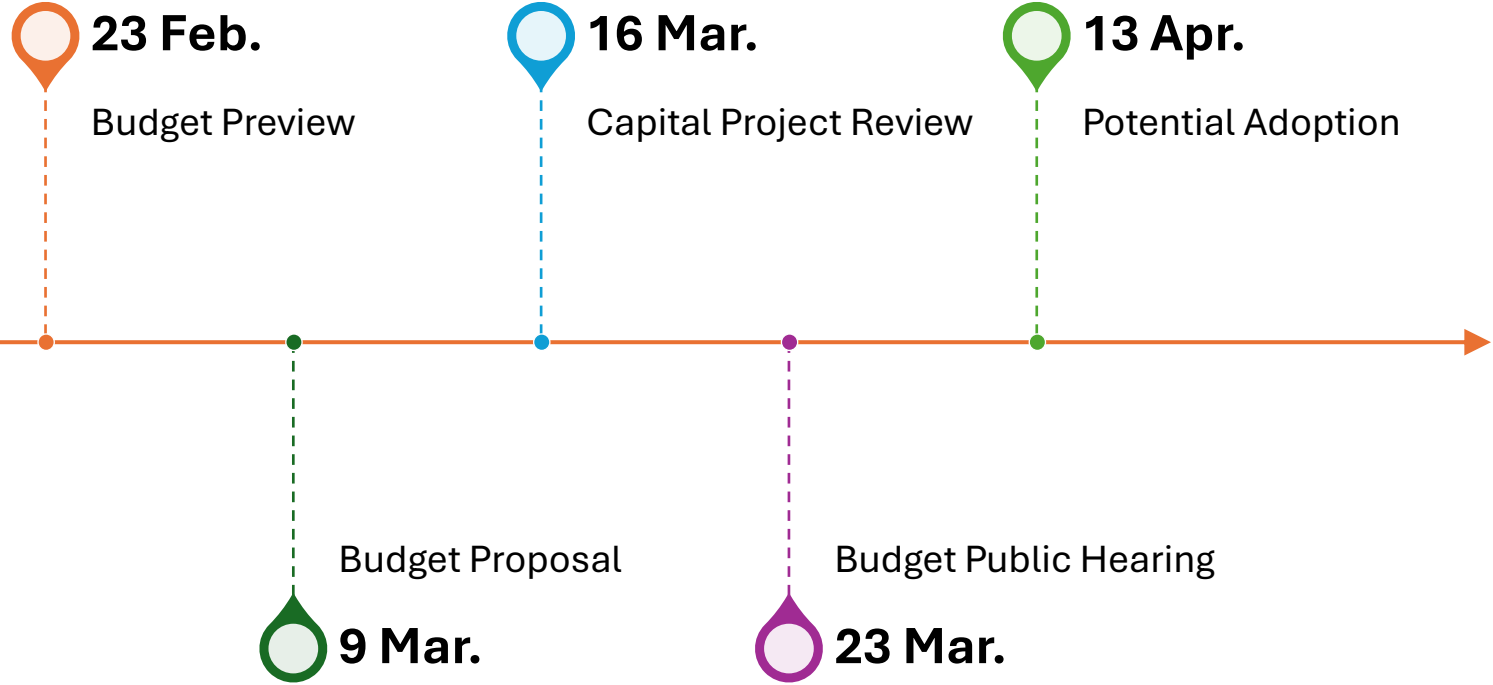 23 Feb.
Budget Preview
16 Mar.
Capital Project Review
13 Apr.
Potential Adoption
Budget Proposal
9 Mar.
Budget Public Hearing
23 Mar.